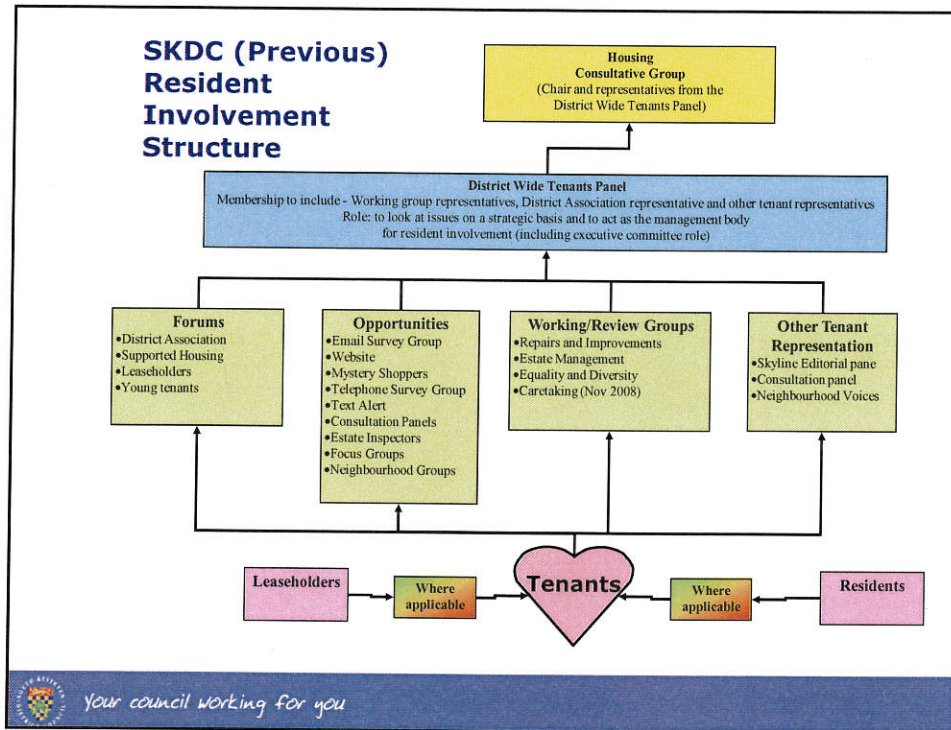 SKDC (Previous)
Resident
Involvement
Structure
Housing
Consultative Group
(Chair and representatives from the
District Wide Tenants Panel)
District Wide Tenants Panel
Membership to include - Working group representatives, District Association representative and other tenant representatives
Role: to look at issues on a strategic basis and to act as the management body
for resident involvement (including executive committee role)
Forums
•District Association
•Supported Housing
•Leaseholders
•Young tenants
Opportunities
•Email Survey Group
•Website
•Mystery Shoppers
•Telephone Survey Group
•Text Alert
•Consultation Panels
•Estate Inspectors
•Focus Groups
•Neighbourhood Groups
Working/Review Groups
•Repairs and Improvements
•Estate Management
•Equality and Diversity
•Caretaking (Nov 2008)
Other Tenant
Representation
•Skyline Editorial pane
•Consultation panel
•Neighbourhood Voices
Leaseholders
Where
applicable
Tenants
Where
applicable
Residents
Your council working for you